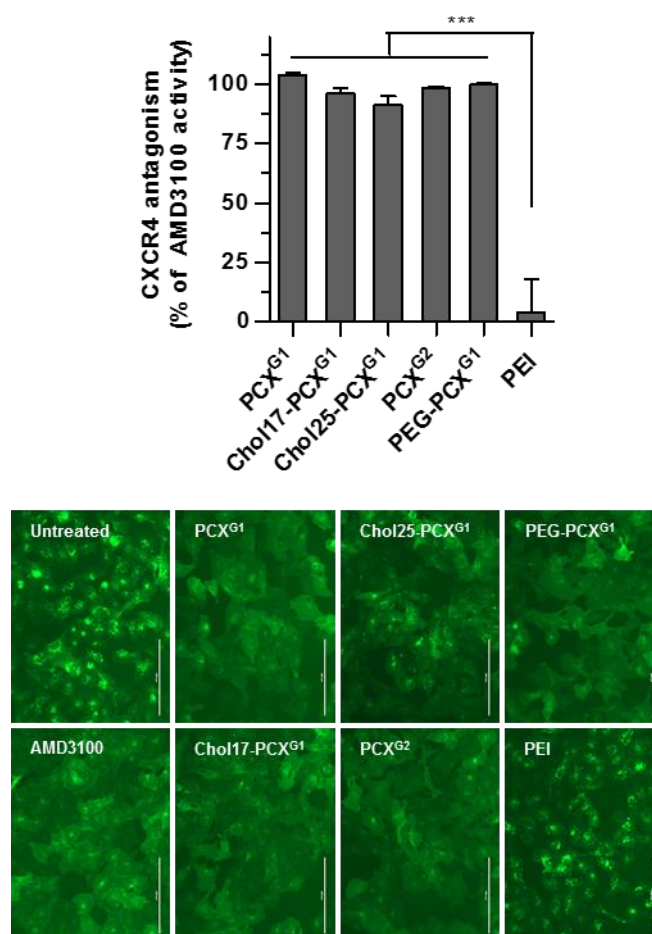 ***
CXCR4 antagonism
(% of AMD3100 activity)
100
75
50
25
0
PCXᴳ¹
Chol17-PCXᴳ¹
Chol25-PCXᴳ¹
PCXᴳ²
PEG-PCXᴳ¹
PEI
Untreated
PCXᴳ¹
Chol25-PCXᴳ¹
PEG-PCXᴳ¹
AMD3100
Chol17-PCXᴳ¹
PCXᴳ²
PEI